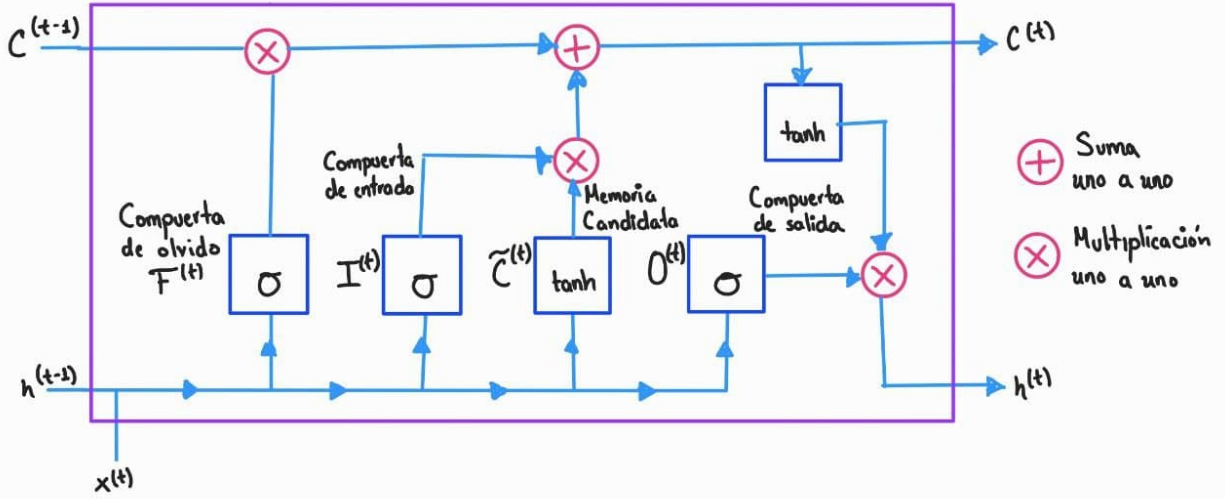 C^(t-1)
C^(t)
tanh
Suma
uno a uno
Compuerta
de entrada
Memoria
Candidata
Compuerta
de salida
Compuerta
de olvido
F^(t)
σ
I^(t)
σ
C̃^(t)
tanh
O^(t)
σ
Multiplicación
uno a uno
h^(t-1)
h^(t)
x^(t)